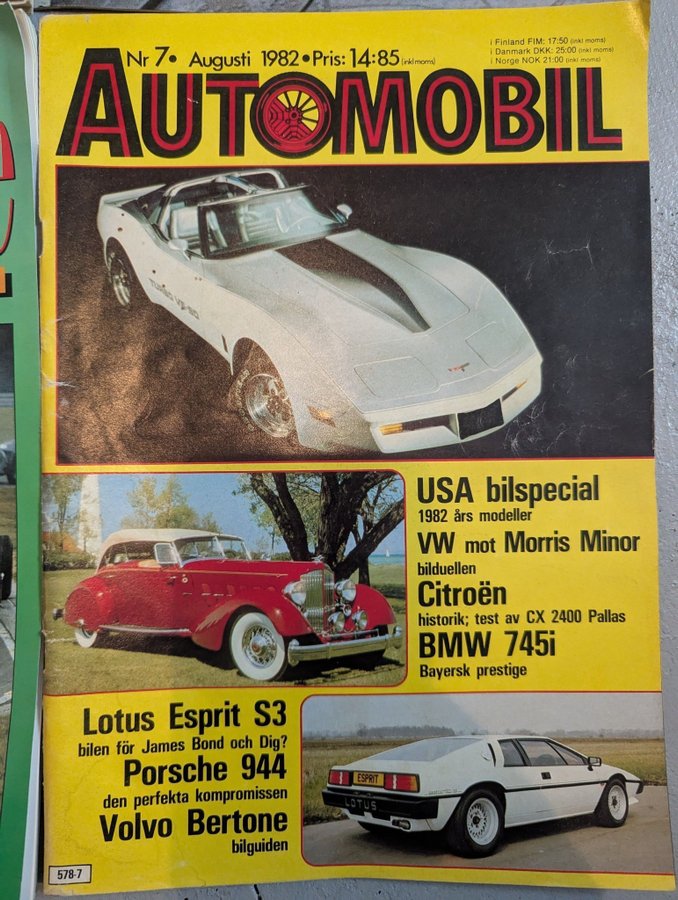 Nr 7• Augusti 1982•Pris: 14:85 (inkl moms)
i Finland FIM: 17:50 (inkl moms)
i Danmark DKK: 25:00 (inkl moms)
i Norge NOK 21:00 (inkl moms)
AUTOMOBIL
USA bilspecial
1982 års modeller
VW mot Morris Minor
bilduellen
Citroën
historik; test av CX 2400 Pallas
BMW 745i
Bayersk prestige
Lotus Esprit S3
bilen för James Bond och Dig?
Porsche 944
den perfekta kompromissen
Volvo Bertone
bilguiden
ESPRIT
LOTUS
578-7